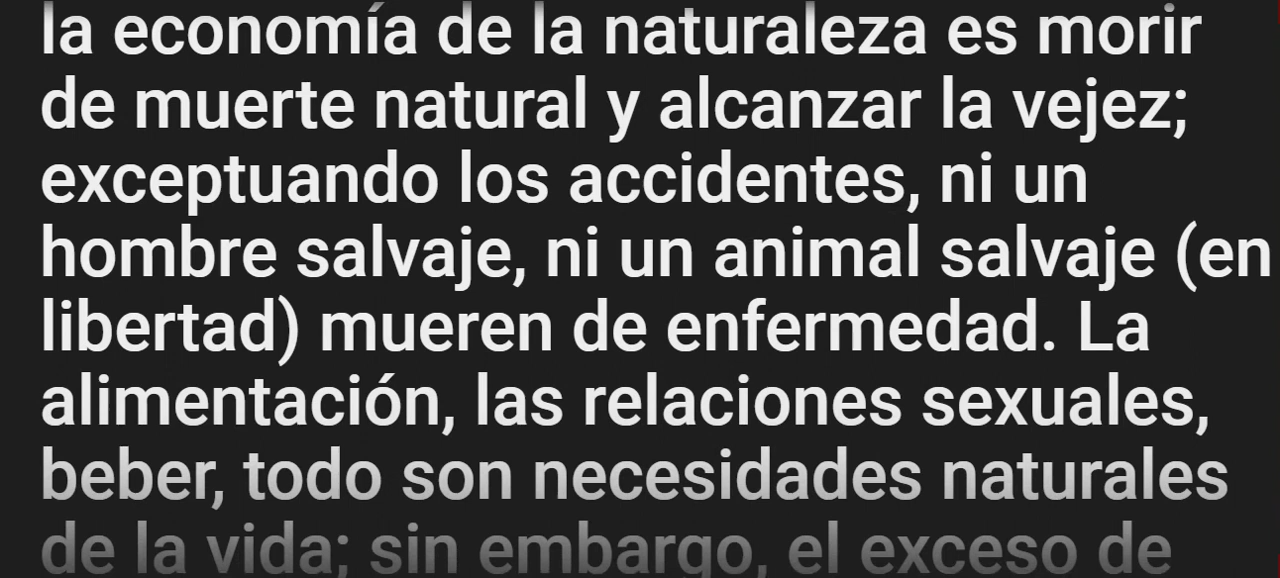 la economía de la naturaleza es morir
de muerte natural y alcanzar la vejez;
exceptuando los accidentes, ni un
hombre salvaje, ni un animal salvaje (en
libertad) mueren de enfermedad. La
alimentación, las relaciones sexuales,
beber, todo son necesidades naturales
de la vida; sin embargo, el exceso de